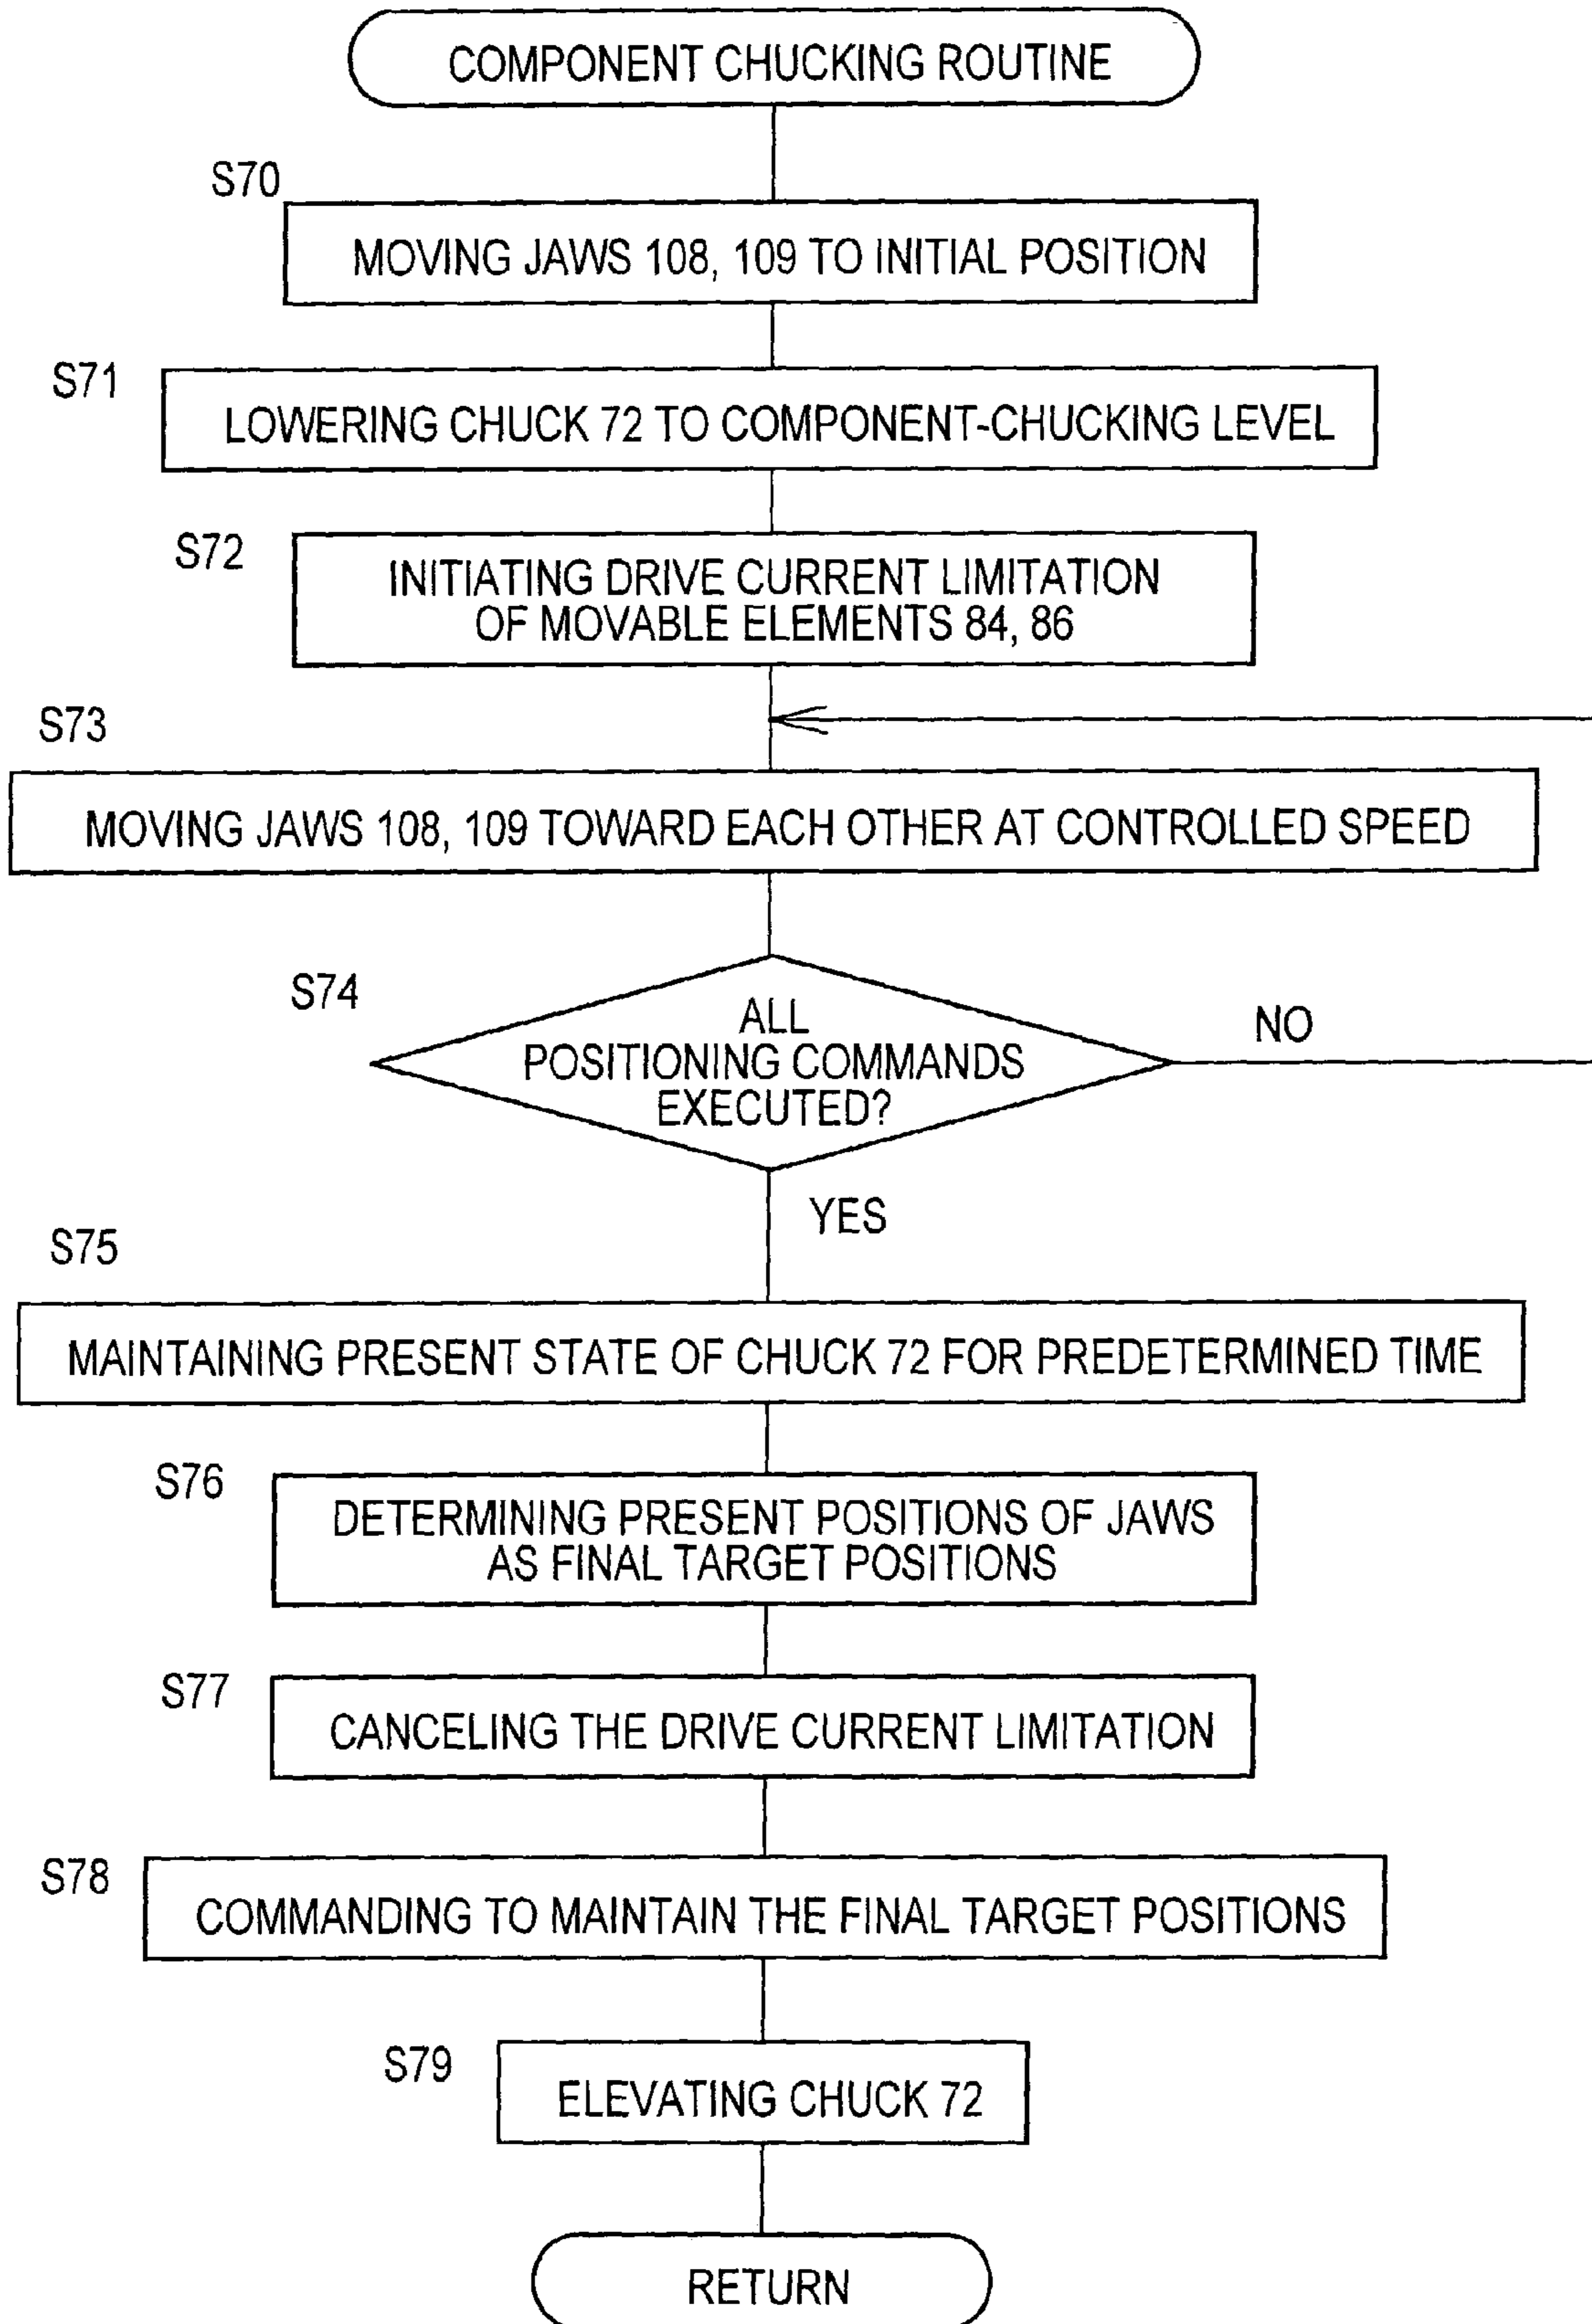 COMPONENT CHUCKING ROUTINE
S70
MOVING JAWS 108, 109 TO INITIAL POSITION
S71
LOWERING CHUCK 72 TO COMPONENT-CHUCKING LEVEL
S72
INITIATING DRIVE CURRENT LIMITATION
OF MOVABLE ELEMENTS 84, 86
S73
MOVING JAWS 108, 109 TOWARD EACH OTHER AT CONTROLLED SPEED
S74
ALL
POSITIONING COMMANDS
EXECUTED?
NO
YES
S75
MAINTAINING PRESENT STATE OF CHUCK 72 FOR PREDETERMINED TIME
S76
DETERMINING PRESENT POSITIONS OF JAWS
AS FINAL TARGET POSITIONS
S77
CANCELING THE DRIVE CURRENT LIMITATION
S78
COMMANDING TO MAINTAIN THE FINAL TARGET POSITIONS
S79
ELEVATING CHUCK 72
RETURN